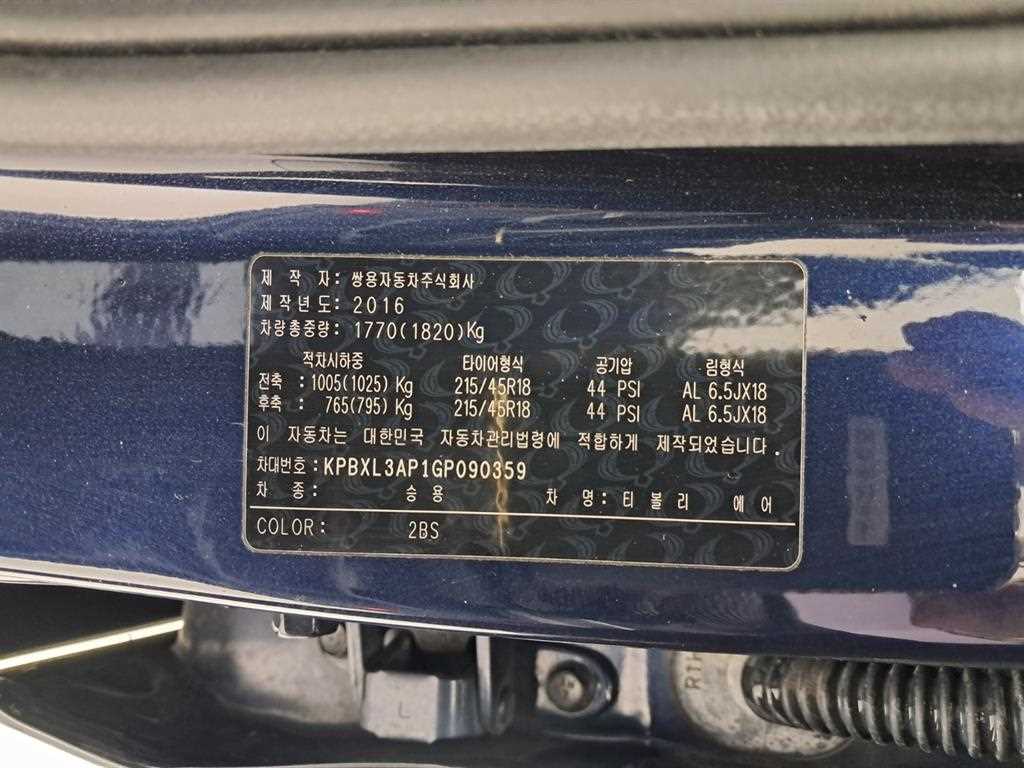 제 작 자: 쌍용자동차주식회사
제작년도: 2016
차량총중량: 1770(1820)Kg
적차시하중 타이어형식 공기압 림형식
전축 : 1005(1025) Kg 215/45R18 44 PSI AL 6.5JX18
후축 : 765(795) Kg 215/45R18 44 PSI AL 6.5JX18
이 자동차는 대한민국 자동차관리법령에 적합하게 제작되었습니다.
차대번호: KPBXL3AP1GP090359
차 종: 승 용 차 명: 티 볼 리 에 어
COLOR: 2BS
L